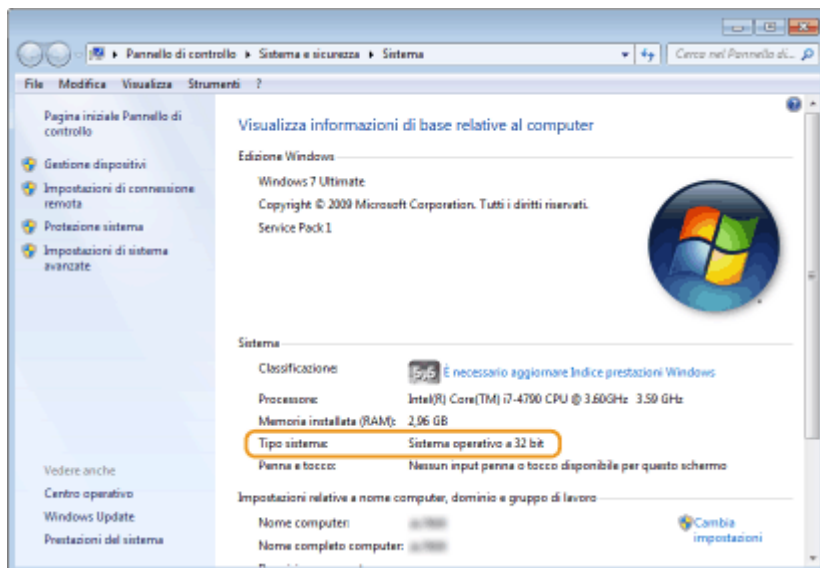 Pannello di controllo ▸ Sistema e sicurezza ▸ Sistema
Cerca nel Pannello di...
File Modifica Visualizza Strumenti ?
Pagina iniziale Pannello di
controllo
Gestione dispositivi
Impostazioni di connessione
remota
Protezione sistema
Impostazioni di sistema
avanzate
Vedere anche
Centro operativo
Windows Update
Prestazioni del sistema
Visualizza informazioni di base relative al computer
Edizione Windows
Windows 7 Ultimate
Copyright © 2009 Microsoft Corporation. Tutti i diritti riservati.
Service Pack 1
Sistema
Classificazione: 5,6 È necessario aggiornare Indice prestazioni Windows
Processore: Intel(R) Core(TM) i7-4790 CPU @ 3.60GHz 3.59 GHz
Memoria installata (RAM): 2,96 GB
Tipo sistema: Sistema operativo a 32 bit
Penna e tocco: Nessun input penna o tocco disponibile per questo schermo
Impostazioni relative a nome computer, dominio e gruppo di lavoro
Nome computer:
Cambia
impostazioni
Nome completo computer: